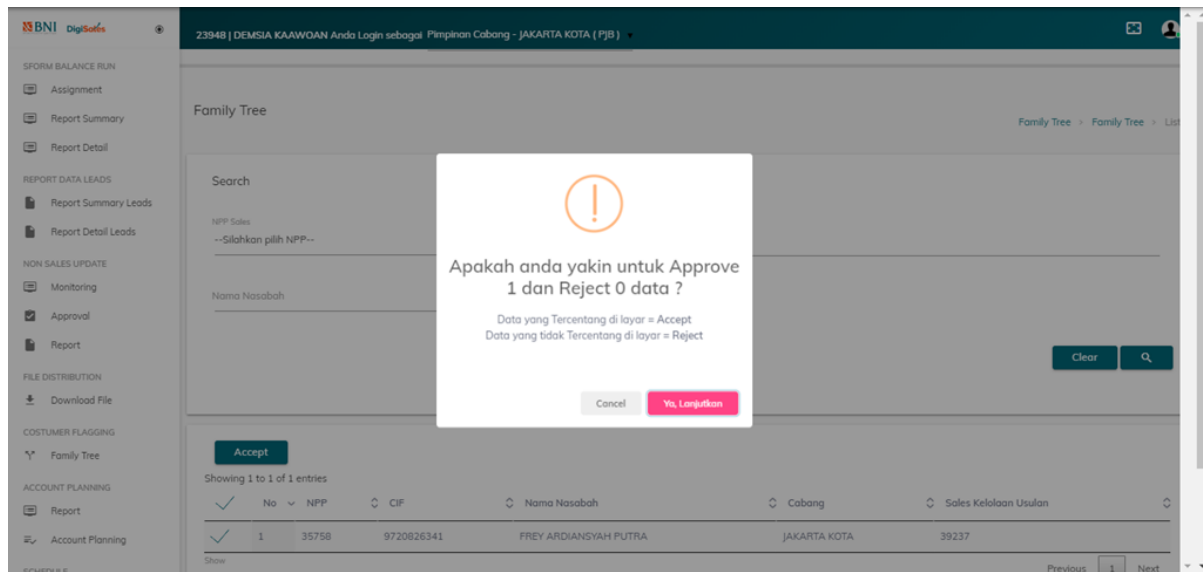 BNI DigiSales
23948 | DEMSIA KAAWOAN Anda Login sebagai Pimpinan Cabang - JAKARTA KOTA ( PJB )
SFORM BALANCE RUN
Assignment
Report Summary
Report Detail
REPORT DATA LEADS
Report Summary Leads
Report Detail Leads
NON SALES UPDATE
Monitoring
Approval
Report
FILE DISTRIBUTION
Download File
COSTUMER FLAGGING
Family Tree
ACCOUNT PLANNING
Report
Account Planning
SCHEDULE
Family Tree
Family Tree > Family Tree > List
Search
NPP Sales
--Silahkan pilih NPP--
Nama Nasabah
Clear
Apakah anda yakin untuk Approve
1 dan Reject 0 data ?
Data yang Tercentang di layar = Accept
Data yang tidak Tercentang di layar = Reject
Cancel Ya, Lanjutkan
Accept
Showing 1 to 1 of 1 entries
No NPP CIF Nama Nasabah Cabang Sales Kelolaan Usulan
1 35758 9720826341 FREY ARDIANSYAH PUTRA JAKARTA KOTA 39237
Show
Previous 1 Next